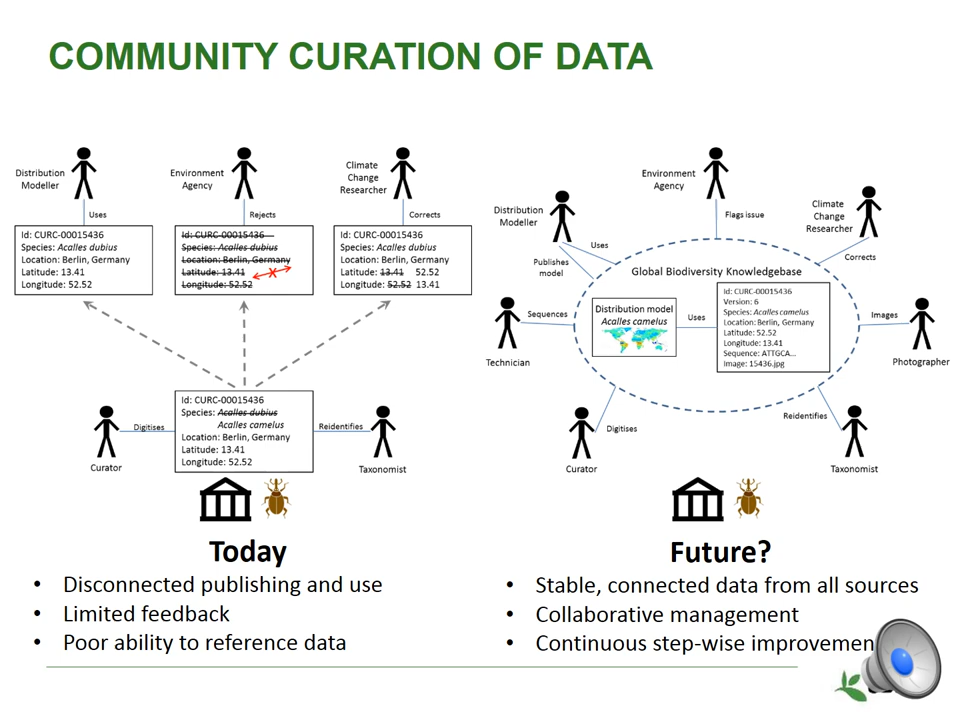 COMMUNITY CURATION OF DATA
Distribution
Modeller
Uses
Id: CURC-00015436
Species: Acalles dubius
Location: Berlin, Germany
Latitude: 13.41
Longitude: 52.52
Environment
Agency
Rejects
Id: CURC-00015436
Species: Acalles dubius
Location: Berlin, Germany
Latitude: 13.41
Longitude: 52.52
X
Climate
Change
Researcher
Corrects
Id: CURC-00015436
Species: Acalles dubius
Location: Berlin, Germany
Latitude: 13.41 52.52
Longitude: 52.52 13.41
Curator
Digitises
Id: CURC-00015436
Species: Acalles dubius
Acalles camelus
Location: Berlin, Germany
Latitude: 13.41
Longitude: 52.52
Reidentifies
Taxonomist
Today
• Disconnected publishing and use
• Limited feedback
• Poor ability to reference data
Environment
Agency
Flags issue
Distribution
Modeller
Uses
Publishes
model
Climate
Change
Researcher
Corrects
Global Biodiversity Knowledgebase
Technician
Sequences
Distribution model
Acalles camelus
Uses
Id: CURC-00015436
Version: 6
Species: Acalles camelus
Location: Berlin, Germany
Latitude: 52.52
Longitude: 13.41
Sequence: ATTGCA...
Image: 15436.jpg
Images
Photographer
Curator
Digitises
Reidentifies
Taxonomist
Future?
• Stable, connected data from all sources
• Collaborative management
• Continuous step-wise improvemen